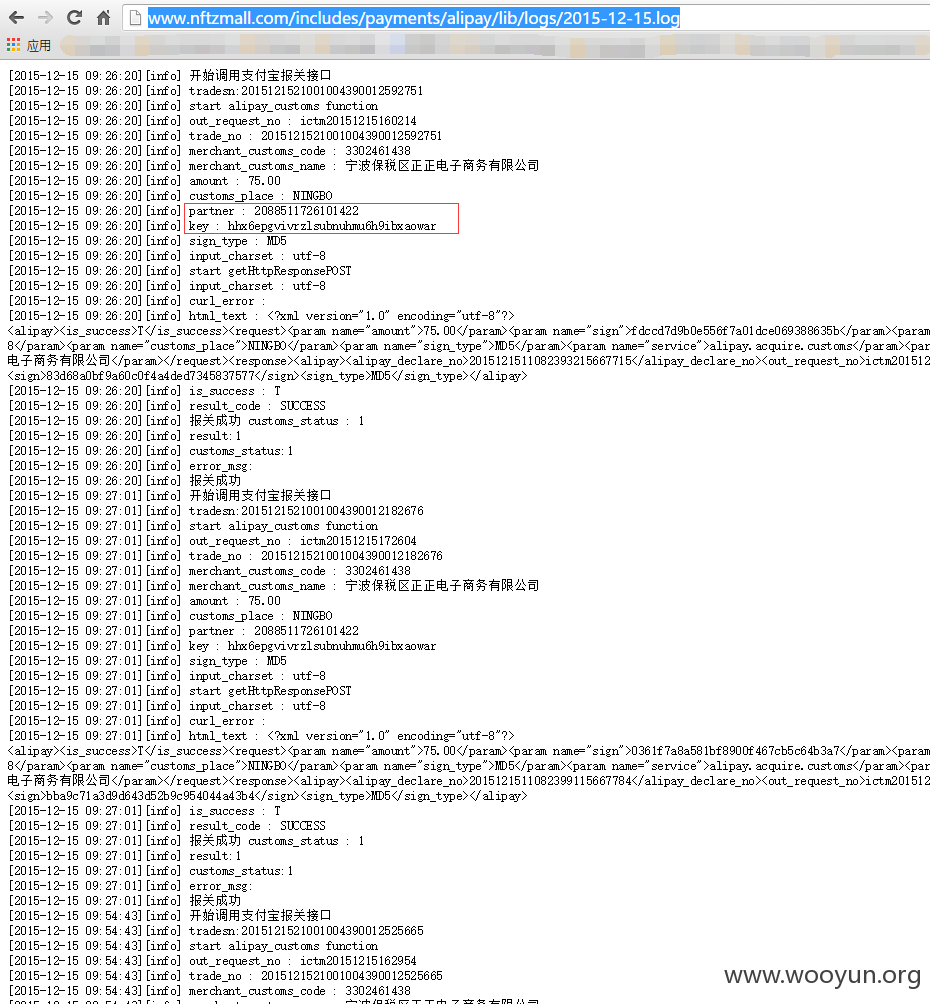 www.nftzmall.com/includes/payments/alipay/lib/logs/2015-12-15.log
应用
[2015-12-15 09:26:20][info] 开始调用支付宝报关接口
[2015-12-15 09:26:20][info] tradesn:2015121521001004390012592751
[2015-12-15 09:26:20][info] start alipay_customs function
[2015-12-15 09:26:20][info] out_request_no : ictm20151215160214
[2015-12-15 09:26:20][info] trade_no : 2015121521001004390012592751
[2015-12-15 09:26:20][info] merchant_customs_code : 3302461438
[2015-12-15 09:26:20][info] merchant_customs_name : 宁波保税区正正电子商务有限公司
[2015-12-15 09:26:20][info] amount : 75.00
[2015-12-15 09:26:20][info] customs_place : NINGBO
[2015-12-15 09:26:20][info] partner : 2088511726101422
[2015-12-15 09:26:20][info] key : hhx6epgvivrzlsubnuhmu6h9ibxaowar
[2015-12-15 09:26:20][info] sign_type : MD5
[2015-12-15 09:26:20][info] input_charset : utf-8
[2015-12-15 09:26:20][info] start getHttpResponsePOST
[2015-12-15 09:26:20][info] input_charset : utf-8
[2015-12-15 09:26:20][info] curl_error :
[2015-12-15 09:26:20][info] html_text : <?xml version="1.0" encoding="utf-8"?>
<alipay><is_success>T</is_success><request><param name="amount">75.00</param><param name="sign">fdccd7d9b0e556f7a01dce069388635b</param><param
8</param><param name="customs_place">NINGBO</param><param name="sign_type">MD5</param><param name="service">alipay.acquire.customs</param><param
电子商务有限公司</param></request><response><alipay><alipay_declare_no>2015121511082393215667715</alipay_declare_no><out_request_no>ictm201512
<sign>83d68a0bf9a60c0f4a4ded7345837577</sign><sign_type>MD5</sign_type></alipay>
[2015-12-15 09:26:20][info] is_success : T
[2015-12-15 09:26:20][info] result_code : SUCCESS
[2015-12-15 09:26:20][info] 报关成功 customs_status : 1
[2015-12-15 09:26:20][info] result:1
[2015-12-15 09:26:20][info] customs_status:1
[2015-12-15 09:26:20][info] error_msg:
[2015-12-15 09:26:20][info] 报关成功
[2015-12-15 09:27:01][info] 开始调用支付宝报关接口
[2015-12-15 09:27:01][info] tradesn:2015121521001004390012182676
[2015-12-15 09:27:01][info] start alipay_customs function
[2015-12-15 09:27:01][info] out_request_no : ictm20151215172604
[2015-12-15 09:27:01][info] trade_no : 2015121521001004390012182676
[2015-12-15 09:27:01][info] merchant_customs_code : 3302461438
[2015-12-15 09:27:01][info] merchant_customs_name : 宁波保税区正正电子商务有限公司
[2015-12-15 09:27:01][info] amount : 75.00
[2015-12-15 09:27:01][info] customs_place : NINGBO
[2015-12-15 09:27:01][info] partner : 2088511726101422
[2015-12-15 09:27:01][info] key : hhx6epgvivrzlsubnuhmu6h9ibxaowar
[2015-12-15 09:27:01][info] sign_type : MD5
[2015-12-15 09:27:01][info] input_charset : utf-8
[2015-12-15 09:27:01][info] start getHttpResponsePOST
[2015-12-15 09:27:01][info] input_charset : utf-8
[2015-12-15 09:27:01][info] curl_error :
[2015-12-15 09:27:01][info] html_text : <?xml version="1.0" encoding="utf-8"?>
<alipay><is_success>T</is_success><request><param name="amount">75.00</param><param name="sign">0361f7a8a581bf8900f467cb5c64b3a7</param><param
8</param><param name="customs_place">NINGBO</param><param name="sign_type">MD5</param><param name="service">alipay.acquire.customs</param><param
电子商务有限公司</param></request><response><alipay><alipay_declare_no>2015121511082399115667784</alipay_declare_no><out_request_no>ictm201512
<sign>bba9c71a3d9d643d52b9c954044a43b4</sign><sign_type>MD5</sign_type></alipay>
[2015-12-15 09:27:01][info] is_success : T
[2015-12-15 09:27:01][info] result_code : SUCCESS
[2015-12-15 09:27:01][info] 报关成功 customs_status : 1
[2015-12-15 09:27:01][info] result:1
[2015-12-15 09:27:01][info] customs_status:1
[2015-12-15 09:27:01][info] error_msg:
[2015-12-15 09:27:01][info] 报关成功
[2015-12-15 09:54:43][info] 开始调用支付宝报关接口
[2015-12-15 09:54:43][info] tradesn:2015121521001004390012525665
[2015-12-15 09:54:43][info] start alipay_customs function
[2015-12-15 09:54:43][info] out_request_no : ictm20151215162954
[2015-12-15 09:54:43][info] trade_no : 2015121521001004390012525665
[2015-12-15 09:54:43][info] merchant_customs_code : 3302461438
www.wooyun.org